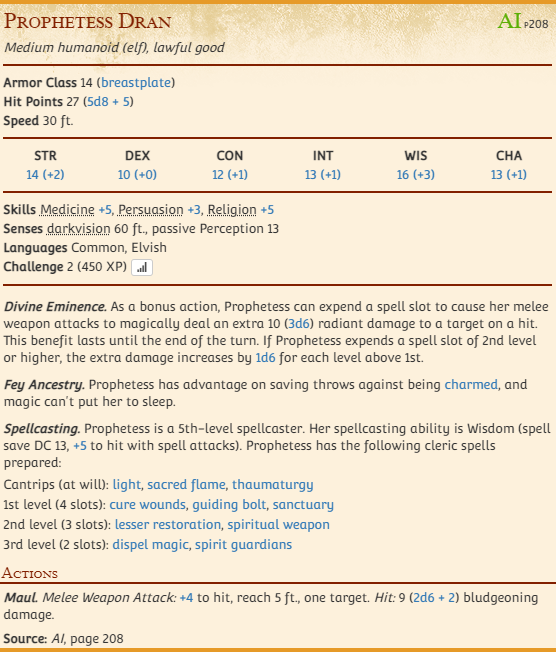 Prophetess Dran AI p208
Medium humanoid (elf), lawful good
Armor Class 14 (breastplate)
Hit Points 27 (5d8 + 5)
Speed 30 ft.
STR DEX CON INT WIS CHA
14 (+2) 10 (+0) 12 (+1) 13 (+1) 16 (+3) 13 (+1)
Skills Medicine +5, Persuasion +3, Religion +5
Senses darkvision 60 ft., passive Perception 13
Languages Common, Elvish
Challenge 2 (450 XP)
Divine Eminence. As a bonus action, Prophetess can expend a spell slot to cause her melee
weapon attacks to magically deal an extra 10 (3d6) radiant damage to a target on a hit.
This benefit lasts until the end of the turn. If Prophetess expends a spell slot of 2nd level
or higher, the extra damage increases by 1d6 for each level above 1st.
Fey Ancestry. Prophetess has advantage on saving throws against being charmed, and
magic can't put her to sleep.
Spellcasting. Prophetess is a 5th-level spellcaster. Her spellcasting ability is Wisdom (spell
save DC 13, +5 to hit with spell attacks). Prophetess has the following cleric spells
prepared:
Cantrips (at will): light, sacred flame, thaumaturgy
1st level (4 slots): cure wounds, guiding bolt, sanctuary
2nd level (3 slots): lesser restoration, spiritual weapon
3rd level (2 slots): dispel magic, spirit guardians
Actions
Maul. Melee Weapon Attack: +4 to hit, reach 5 ft., one target. Hit: 9 (2d6 + 2) bludgeoning
damage.
Source: AI, page 208